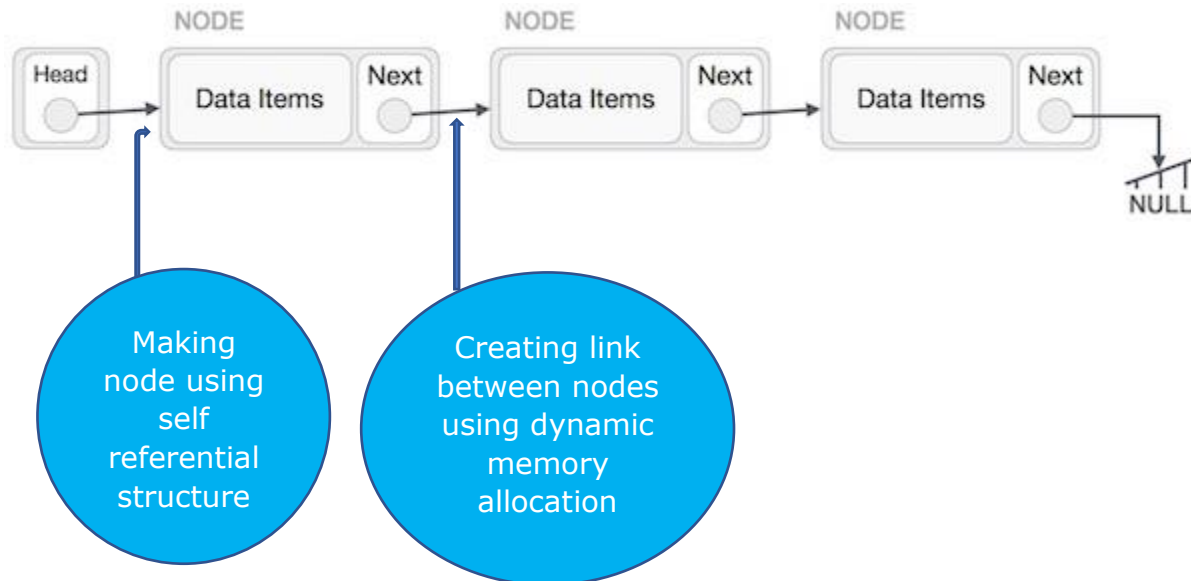 NODE
NODE
NODE
Head
Data Items
Next
Data Items
Next
Data Items
Next
NULL
Making
node using
self
referential
structure
Creating link
between nodes
using dynamic
memory
allocation